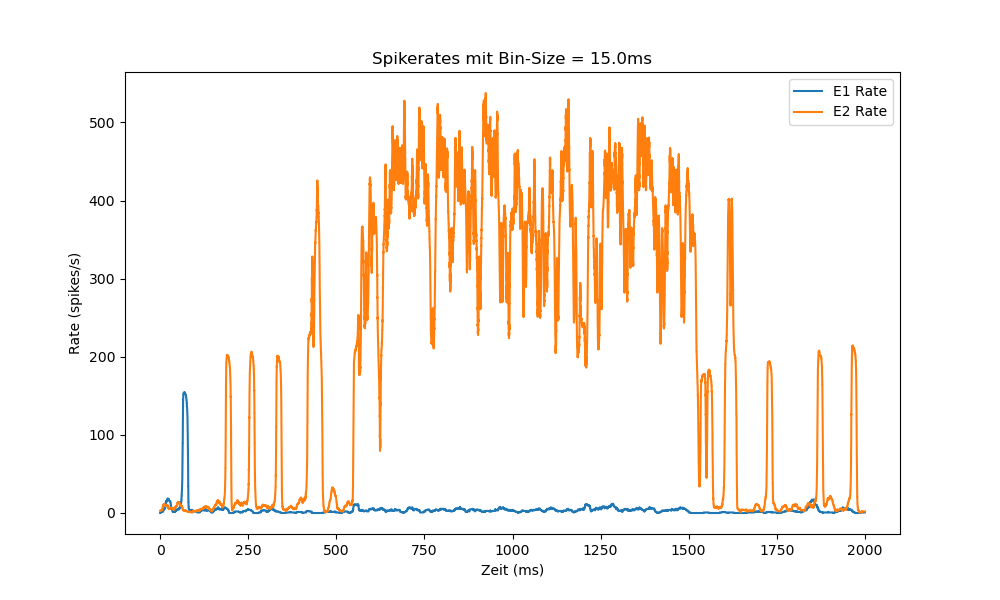 Spikerates mit Bin-Size = 15.0ms
E1 Rate
E2 Rate
Rate (spikes/s)
500
400
300
200
100
0
0 250 500 750 1000 1250 1500 1750 2000
Zeit (ms)